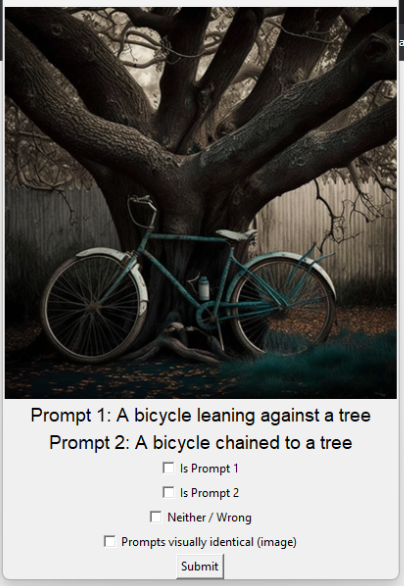 Prompt 1: A bicycle leaning against a tree
Prompt 2: A bicycle chained to a tree
Is Prompt 1
Is Prompt 2
Neither / Wrong
Prompts visually identical (image)
Submit